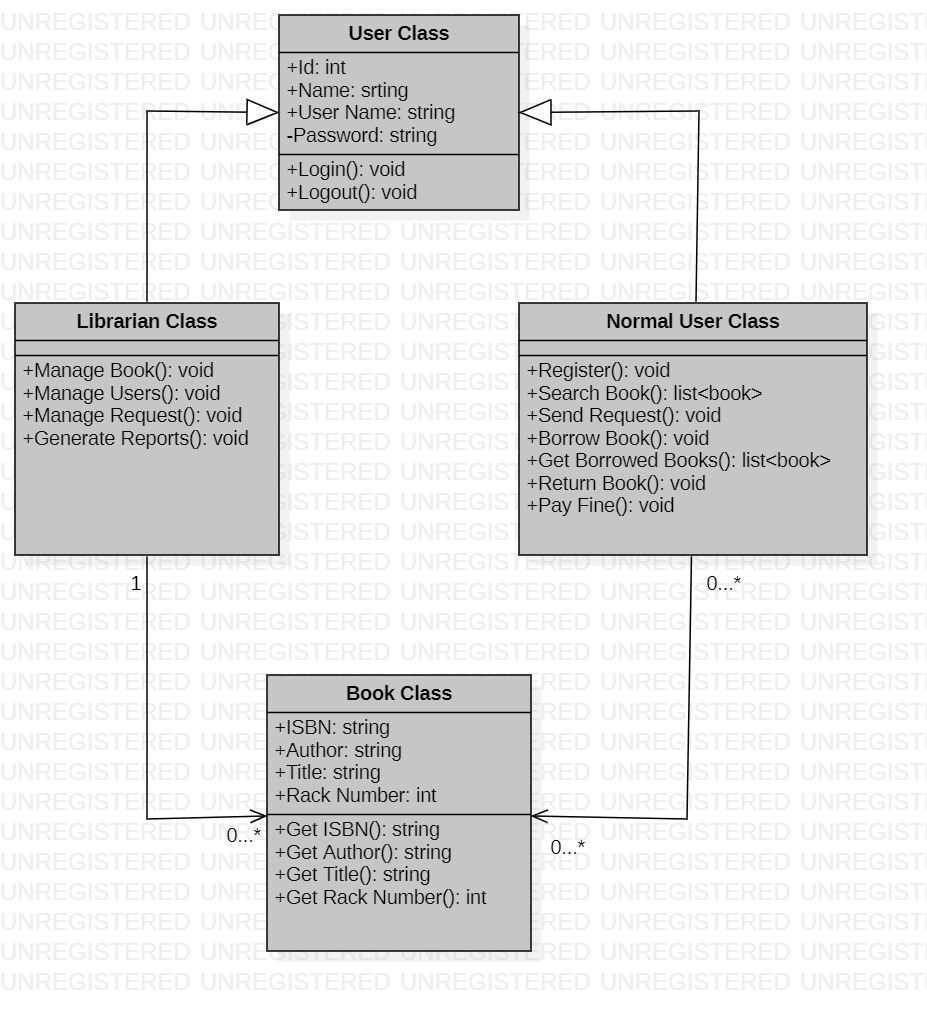 User Class
+Id: int
+Name: srting
+User Name: string
-Password: string
+Login(): void
+Logout(): void
Librarian Class
+Manage Book(): void
+Manage Users(): void
+Manage Request(): void
+Generate Reports(): void
Normal User Class
+Register(): void
+Search Book(): list<book>
+Send Request(): void
+Borrow Book(): void
+Get Borrowed Books(): list<book>
+Return Book(): void
+Pay Fine(): void
1
0...*
Book Class
+ISBN: string
+Author: string
+Title: string
+Rack Number: int
+Get ISBN(): string
+Get Author(): string
+Get Title(): string
+Get Rack Number(): int
0...*
0...*
UNREGISTERED